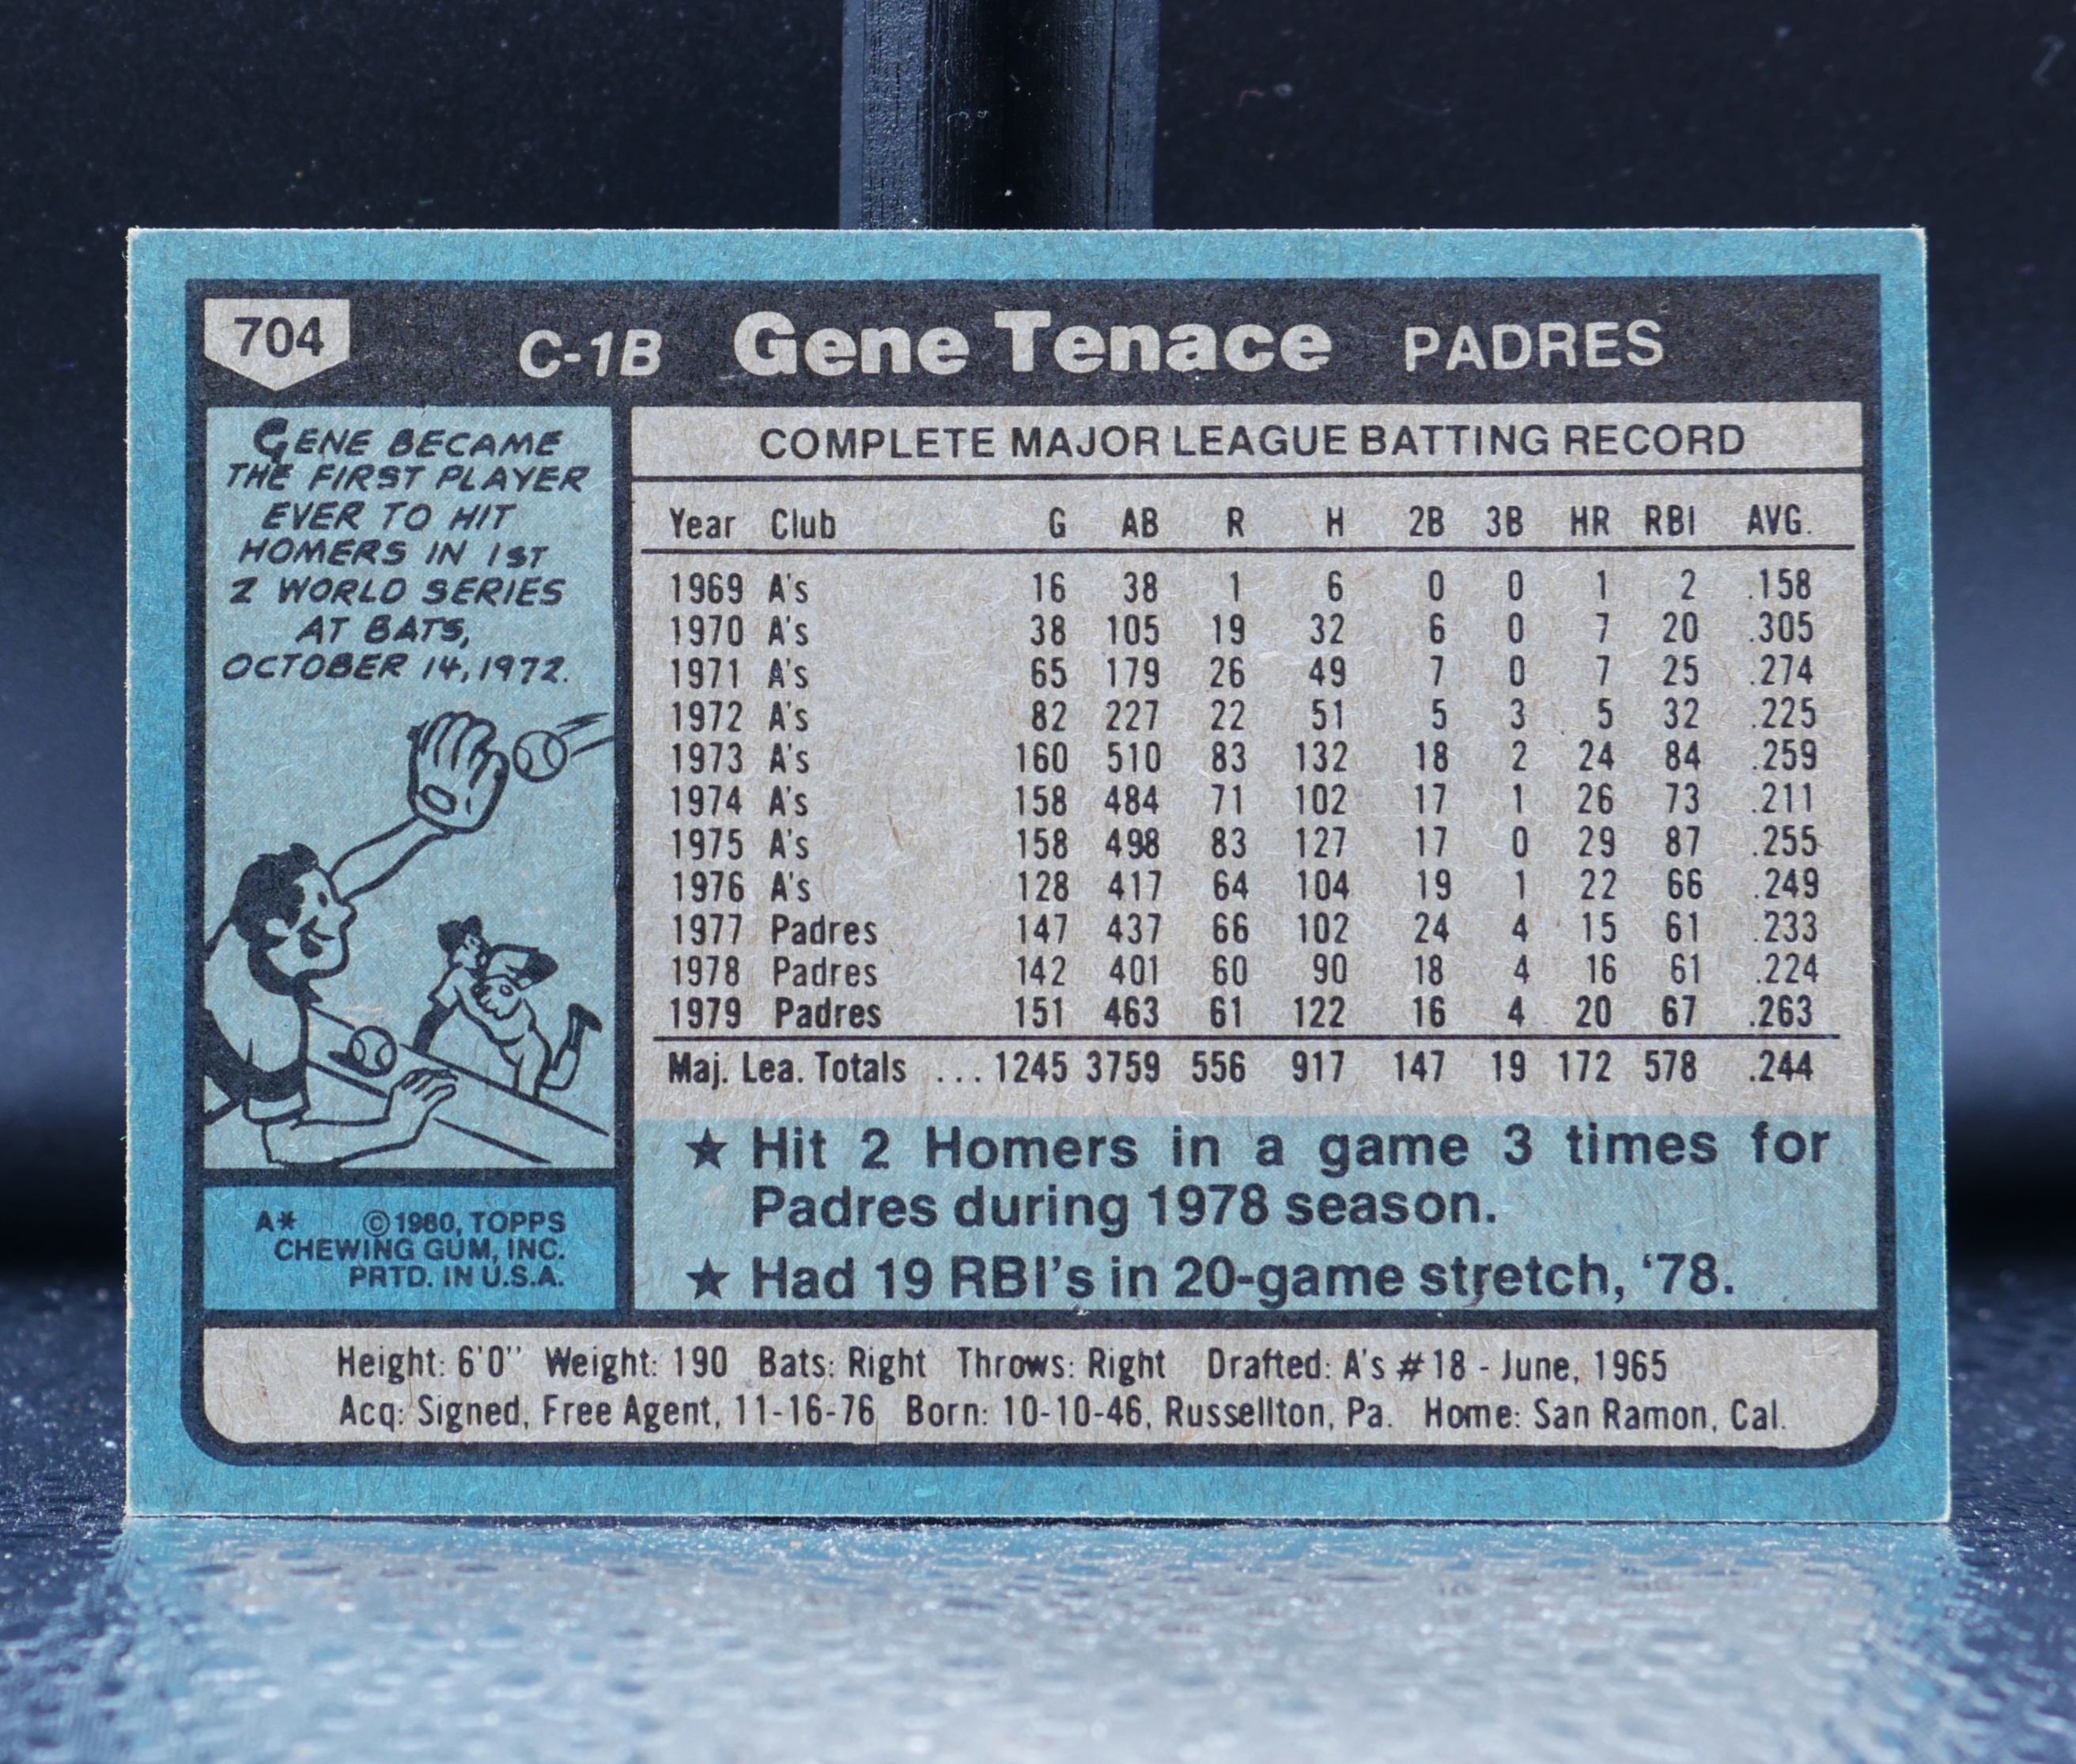 704 C-1B Gene Tenace PADRES
GENE BECAME
THE FIRST PLAYER
EVER TO HIT
HOMERS IN 1ST
2 WORLD SERIES
AT BATS,
OCTOBER 14, 1972.
A* ©1980, TOPPS
CHEWING GUM, INC.
PRTD. IN U.S.A.
COMPLETE MAJOR LEAGUE BATTING RECORD
Year Club G AB R H 2B 3B HR RBI AVG.
1969 A's 16 38 1 6 0 0 1 2 .158
1970 A's 38 105 19 32 6 0 7 20 .305
1971 A's 65 179 26 49 7 0 7 25 .274
1972 A's 82 227 22 51 5 3 5 32 .225
1973 A's 160 510 83 132 18 2 24 84 .259
1974 A's 158 484 71 102 17 1 26 73 .211
1975 A's 158 498 83 127 17 0 29 87 .255
1976 A's 128 417 64 104 19 1 22 66 .249
1977 Padres 147 437 66 102 24 4 15 61 .233
1978 Padres 142 401 60 90 18 4 16 61 .224
1979 Padres 151 463 61 122 16 4 20 67 .263
Maj. Lea. Totals ... 1245 3759 556 917 147 19 172 578 .244
★ Hit 2 Homers in a game 3 times for
Padres during 1978 season.
★ Had 19 RBI's in 20-game stretch, '78.
Height: 6'0" Weight: 190 Bats: Right Throws: Right Drafted: A's #18 - June, 1965
Acq: Signed, Free Agent, 11-16-76 Born: 10-10-46, Russellton, Pa. Home: San Ramon, Cal.